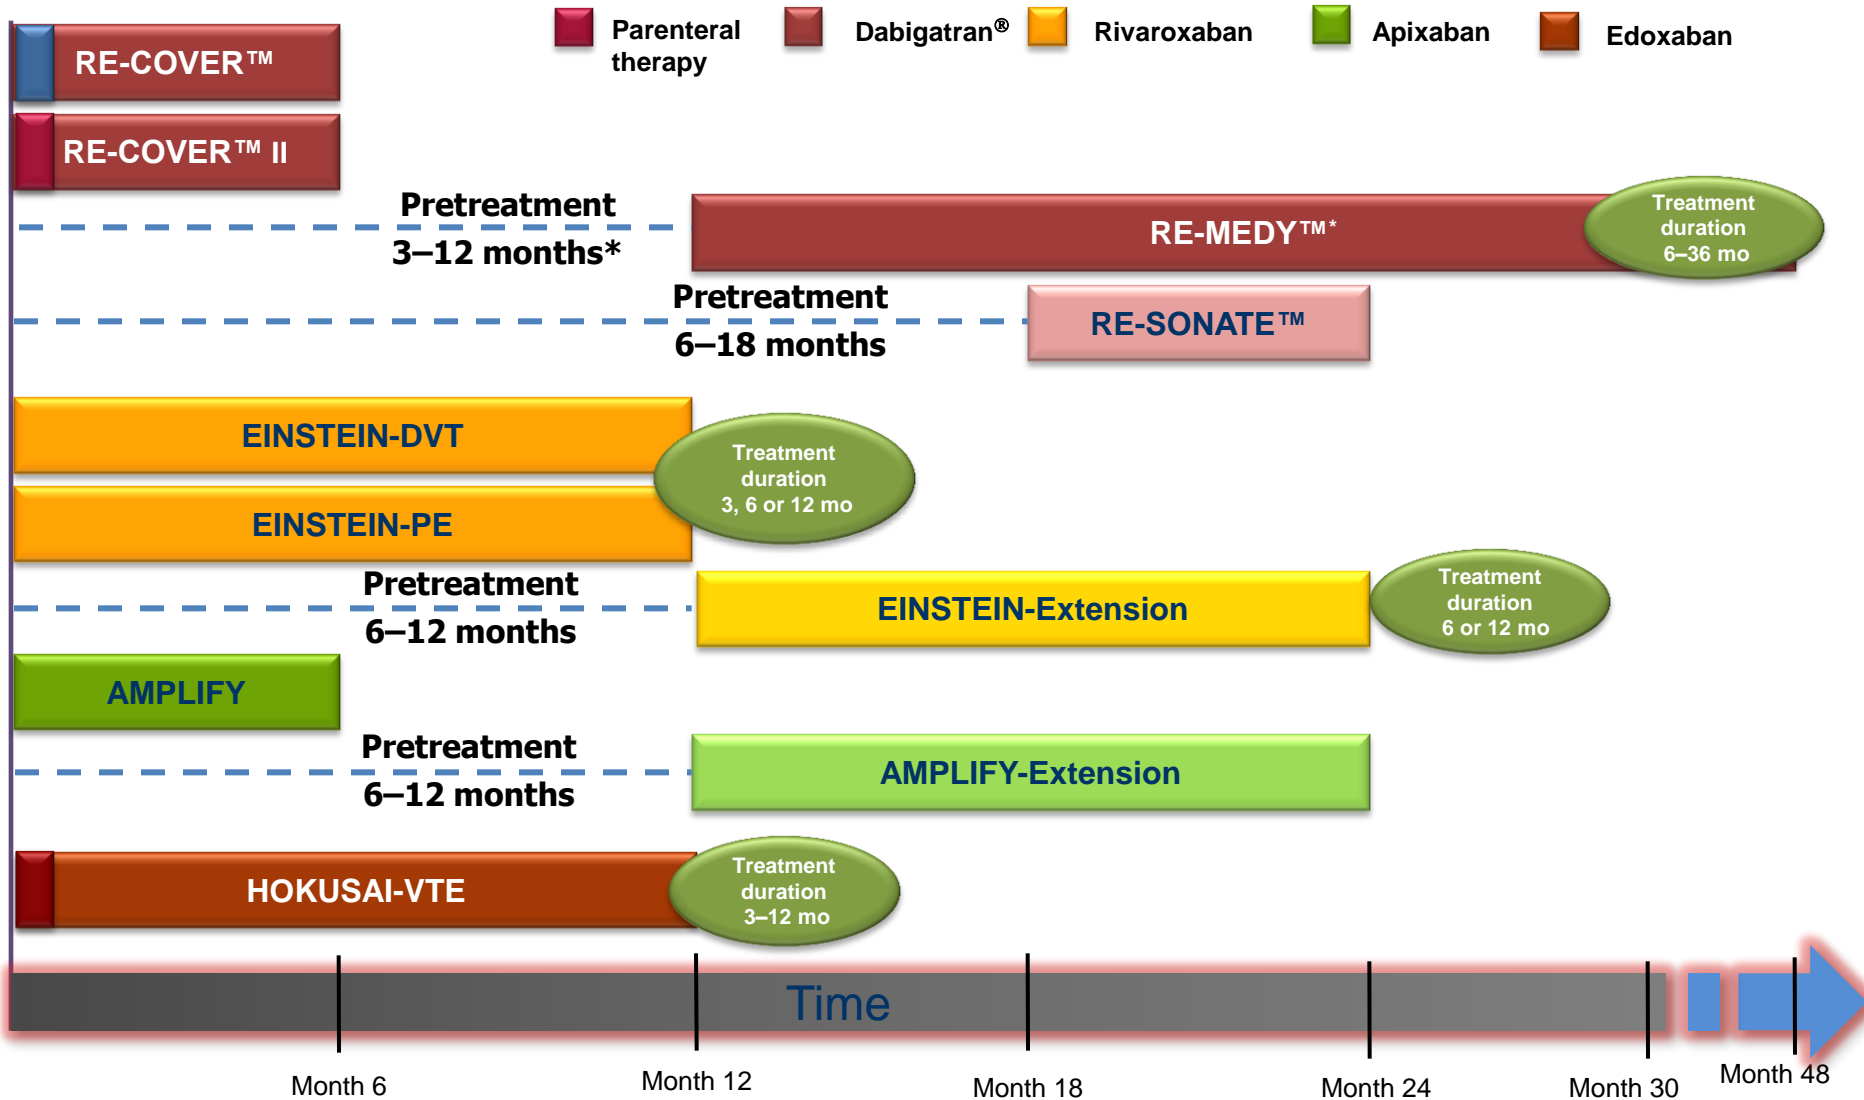 Parenteral
therapy
Dabigatran®
Rivaroxaban
Apixaban
Edoxaban
RE-COVER™
RE-COVER™ II
Pretreatment
3–12 months*
RE-MEDY™*
Treatment
duration
6–36 mo
Pretreatment
6–18 months
RE-SONATE™
EINSTEIN-DVT
EINSTEIN-PE
Treatment
duration
3, 6 or 12 mo
Pretreatment
6–12 months
EINSTEIN-Extension
Treatment
duration
6 or 12 mo
AMPLIFY
Pretreatment
6–12 months
AMPLIFY-Extension
HOKUSAI-VTE
Treatment
duration
3–12 mo
Time
Month 6
Month 12
Month 18
Month 24
Month 30
Month 48